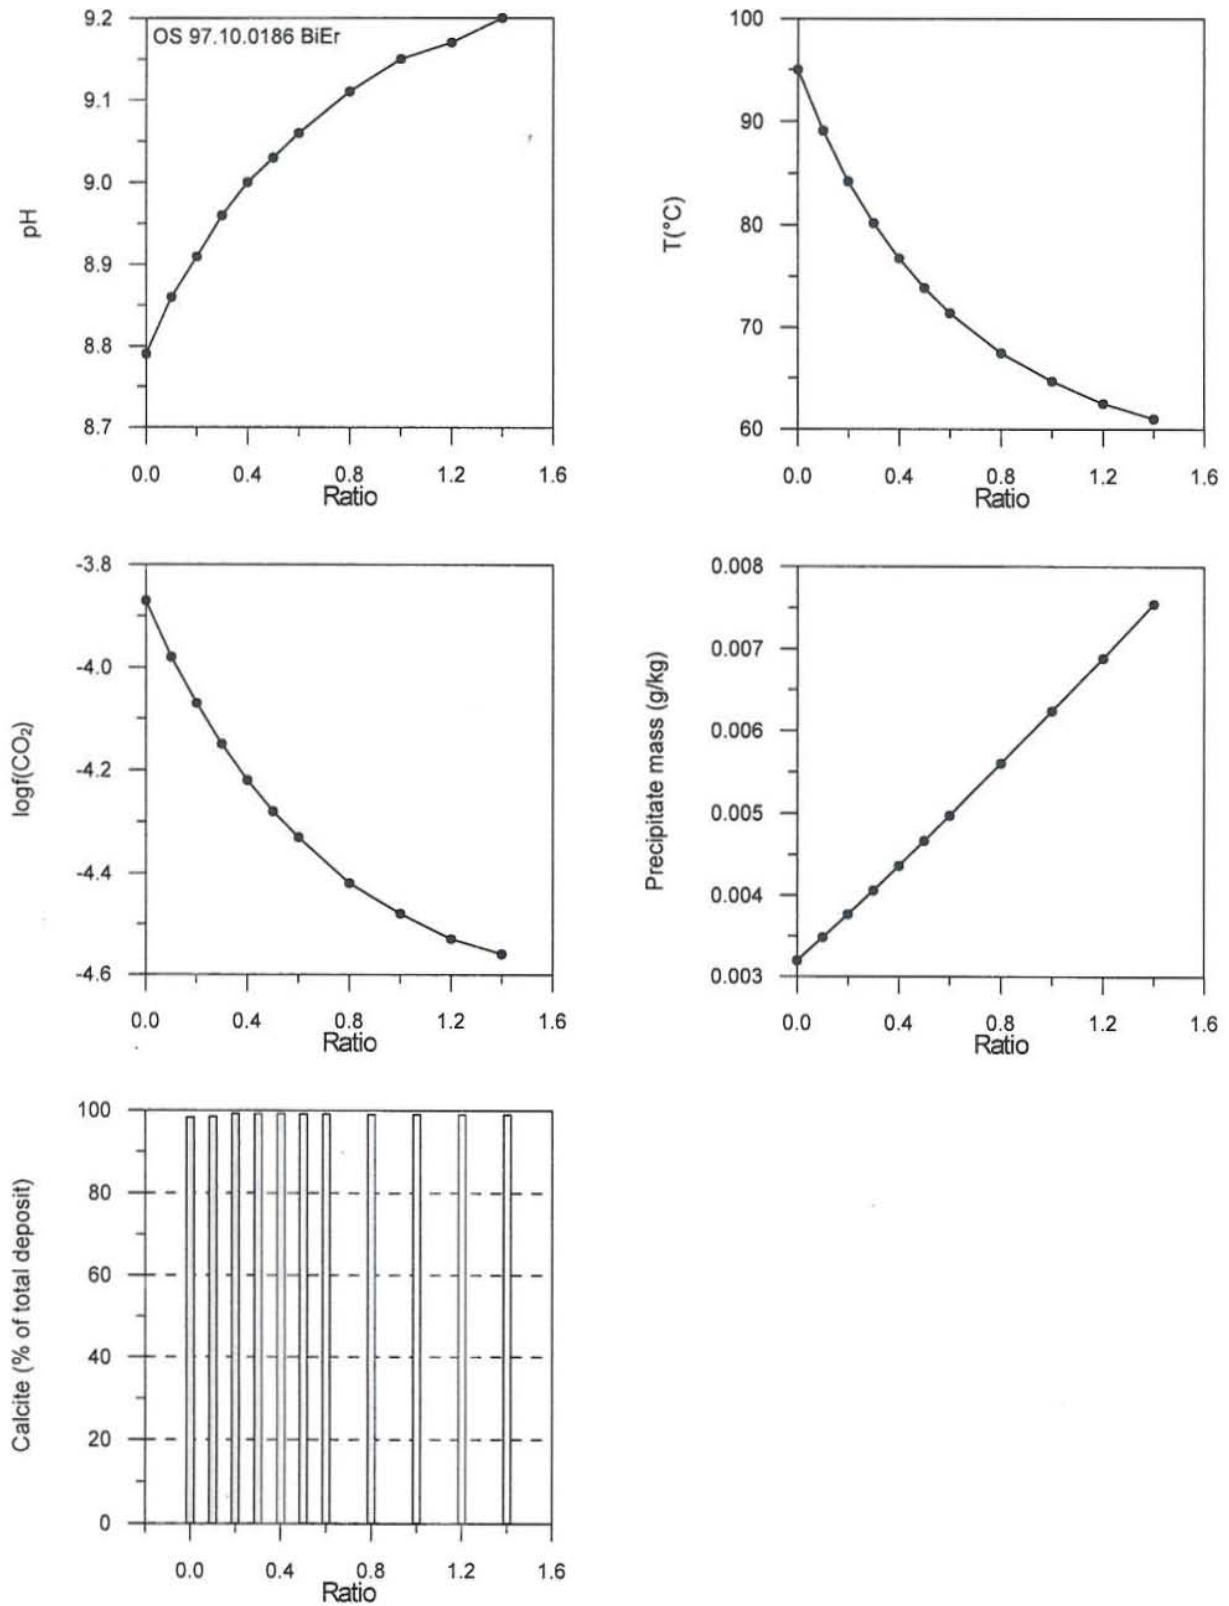 OS 97.10.0186 BiEr
pH
9.2
9.1
9.0
8.9
8.8
8.7
0.0 0.4 0.8 1.2 1.6
Ratio
T(°C)
100
90
80
70
60
0.0 0.4 0.8 1.2 1.6
Ratio
logf(CO₂)
-3.8
-4.0
-4.2
-4.4
-4.6
0.0 0.4 0.8 1.2 1.6
Ratio
Precipitate mass (g/kg)
0.008
0.007
0.006
0.005
0.004
0.003
0.0 0.4 0.8 1.2 1.6
Ratio
Calcite (% of total deposit)
100
80
60
40
20
0
0.0 0.4 0.8 1.2 1.6
Ratio